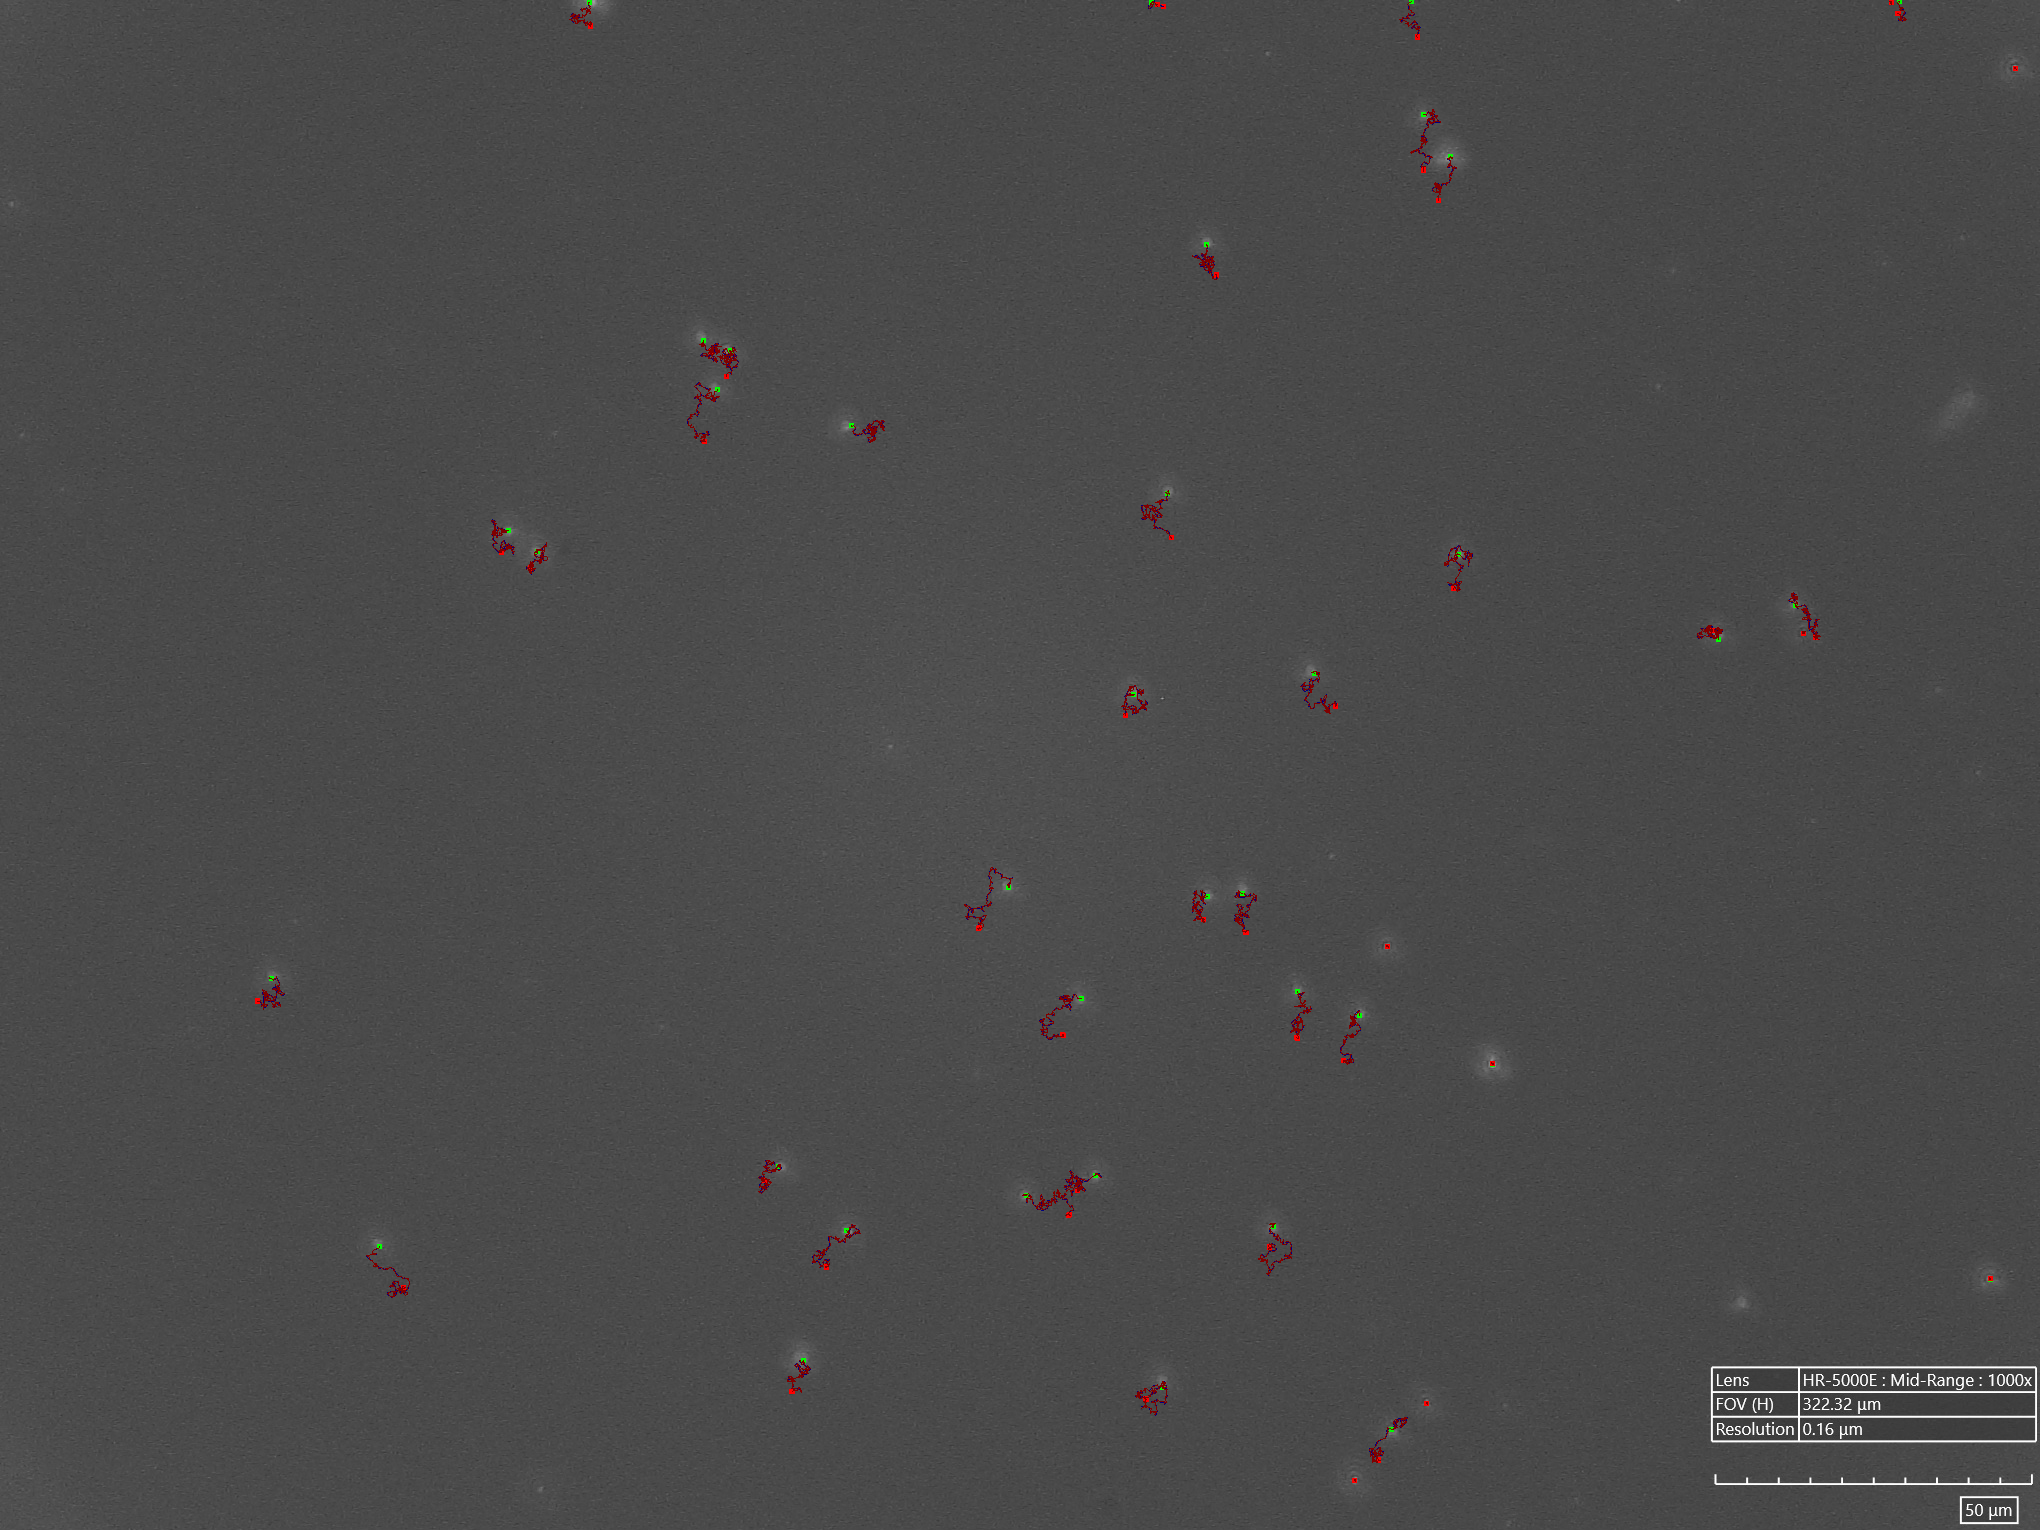 Lens HR-5000E : Mid-Range : 1000x
FOV (H) 322.32 µm
Resolution 0.16 µm
50 µm